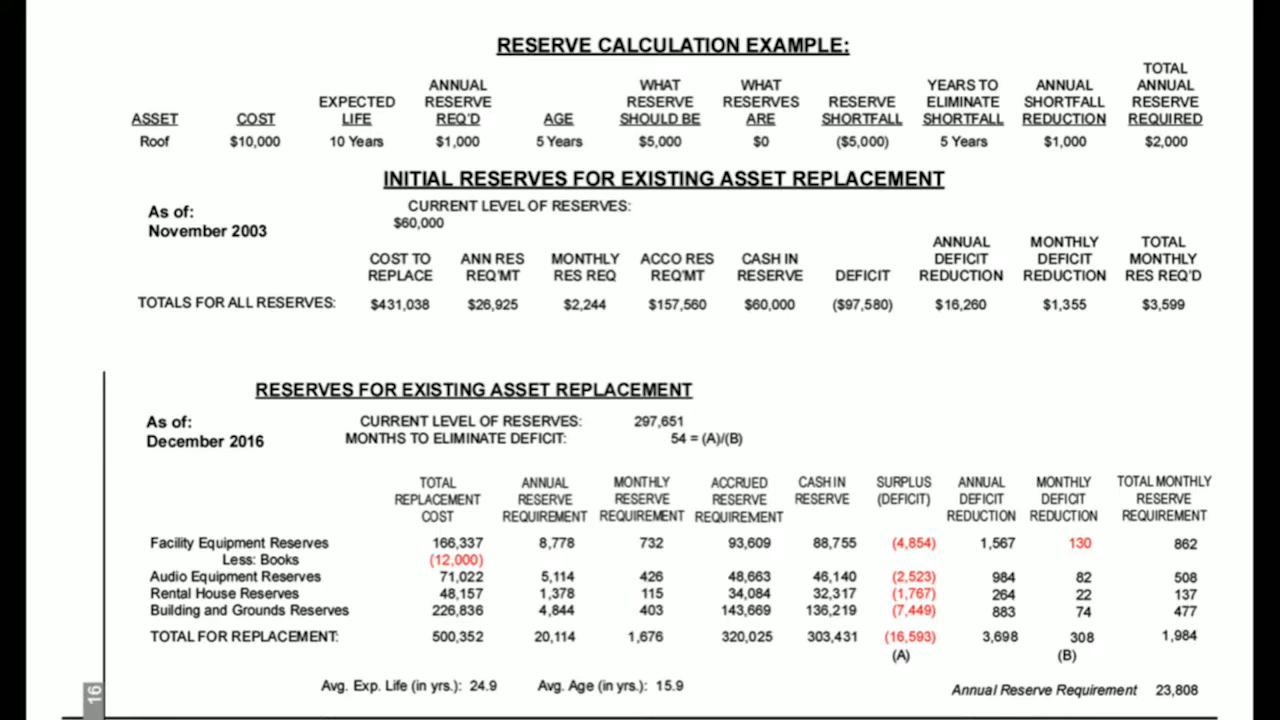 RESERVE CALCULATION EXAMPLE:
TOTAL
ANNUAL WHAT WHAT YEARS TO ANNUAL ANNUAL
EXPECTED RESERVE RESERVE RESERVES RESERVE ELIMINATE SHORTFALL RESERVE
ASSET COST LIFE REQ'D AGE SHOULD BE ARE SHORTFALL SHORTFALL REDUCTION REQUIRED
Roof $10,000 10 Years $1,000 5 Years $5,000 $0 ($5,000) 5 Years $1,000 $2,000
INITIAL RESERVES FOR EXISTING ASSET REPLACEMENT
As of: CURRENT LEVEL OF RESERVES:
November 2003 $60,000
ANNUAL MONTHLY TOTAL
COST TO ANN RES MONTHLY ACCO RES CASH IN DEFICIT DEFICIT MONTHLY
REPLACE REQ'MT RES REQ REQ'MT RESERVE DEFICIT REDUCTION REDUCTION RES REQ'D
TOTALS FOR ALL RESERVES: $431,038 $26,925 $2,244 $157,560 $60,000 ($97,580) $16,260 $1,355 $3,599
RESERVES FOR EXISTING ASSET REPLACEMENT
As of: CURRENT LEVEL OF RESERVES: 297,651
December 2016 MONTHS TO ELIMINATE DEFICIT: 54 = (A)/(B)
TOTAL ANNUAL MONTHLY ACCRUED CASH IN SURPLUS ANNUAL MONTHLY TOTAL MONTHLY
REPLACEMENT RESERVE RESERVE RESERVE RESERVE (DEFICIT) DEFICIT DEFICIT RESERVE
COST REQUIREMENT REQUIREMENT REQUIREMENT REDUCTION REDUCTION REQUIREMENT
Facility Equipment Reserves 166,337 8,778 732 93,609 88,755 (4,854) 1,567 130 862
Less: Books (12,000)
Audio Equipment Reserves 71,022 5,114 426 48,663 46,140 (2,523) 984 82 508
Rental House Reserves 48,157 1,378 115 34,084 32,317 (1,767) 264 22 137
Building and Grounds Reserves 226,836 4,844 403 143,669 136,219 (7,449) 883 74 477
TOTAL FOR REPLACEMENT: 500,352 20,114 1,676 320,025 303,431 (16,593) 3,698 308 1,984
(A) (B)
Avg. Exp. Life (in yrs.): 24.9 Avg. Age (in yrs.): 15.9
Annual Reserve Requirement 23,808
16